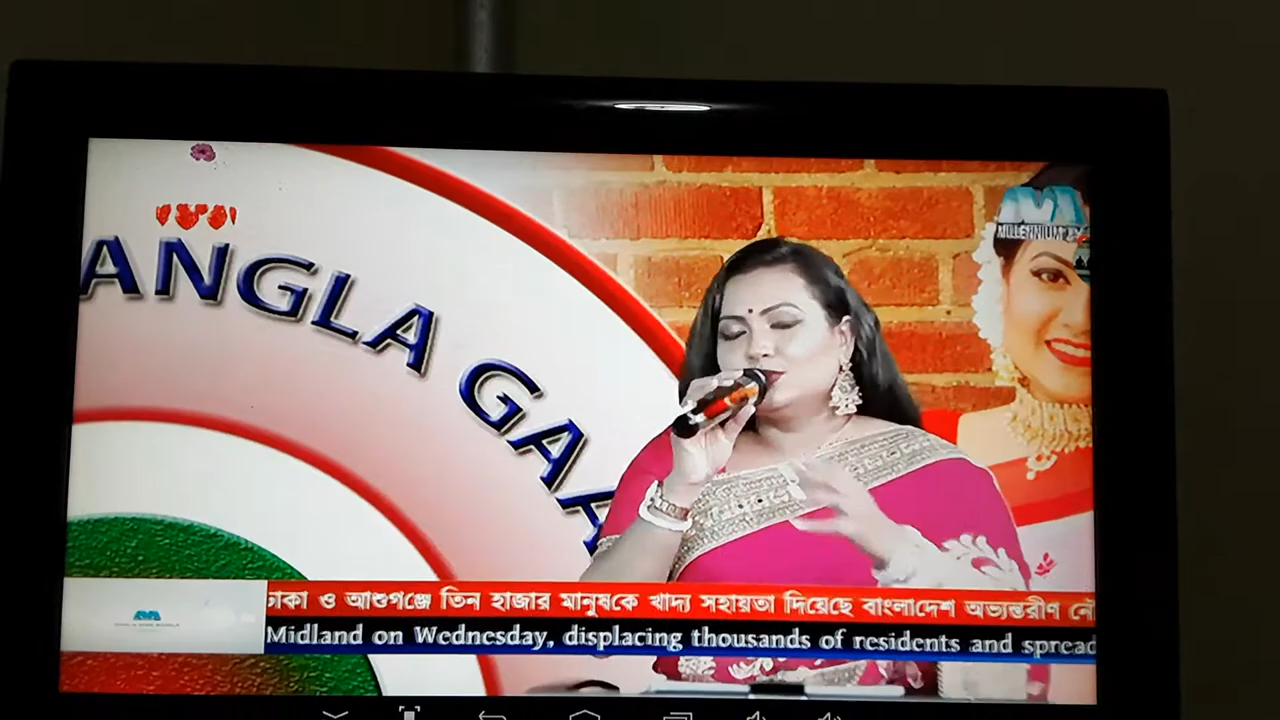 ANGLA GAA
MILLENNIUM
ঢাকা ও আশুগঞ্জে তিন হাজার মানুষকে খাদ্য সহায়তা দিয়েছে বাংলাদেশ অভ্যন্তরীণ নৌ
Midland on Wednesday, displacing thousands of residents and spread